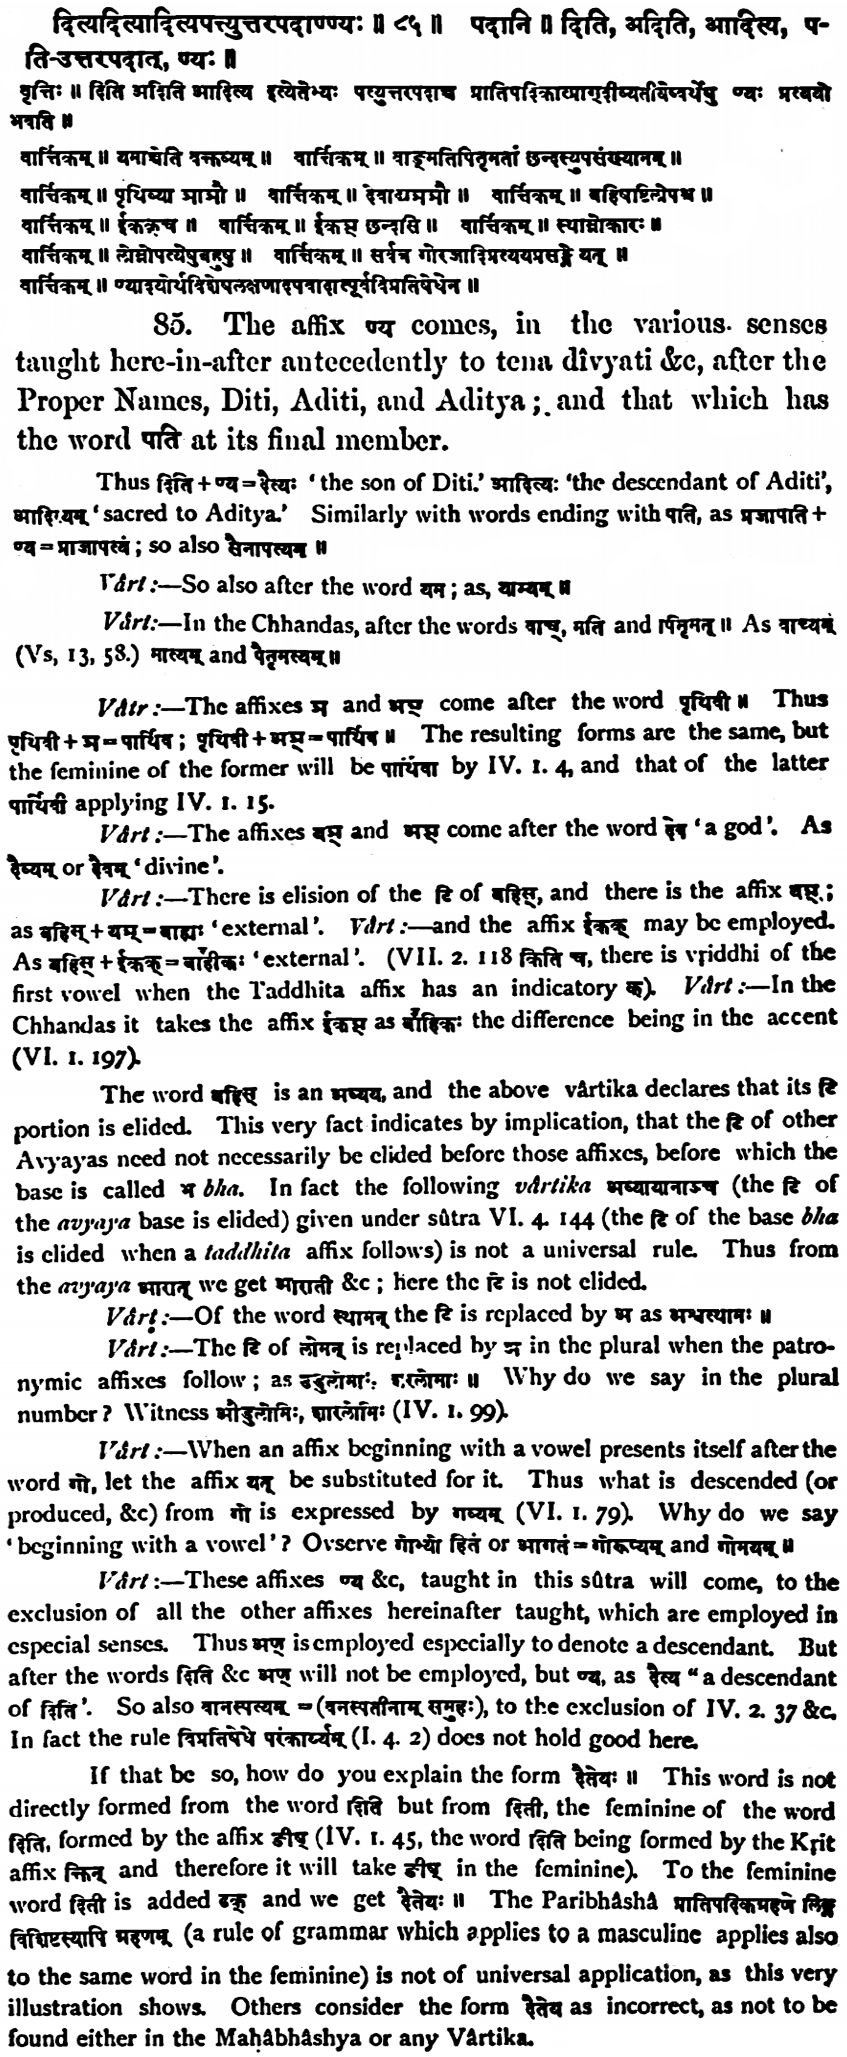 दित्यदित्यादित्यपत्त्युत्तरपदाण्ण्यः ॥ ८५ ॥ पदानि ॥ दिति, अदिति, आदित्य, प-
ति-उत्तरपदात्, ण्यः ॥
वृत्तिः ॥ दिति अदिति आदित्य इत्येतेभ्यः पत्युत्तरपदाच्च प्रातिपदिकात्प्राग्दीव्यतीयेष्वर्थेषु ण्यः प्रत्ययो
भवति ॥
वार्त्तिकम् ॥ यमाच्चेति वक्तव्यम् ॥ वार्त्तिकम् ॥ वाङ्मतिपितृमतां छन्दस्युपसंख्यानम् ॥
वार्त्तिकम् ॥ पृथिव्या ञाञौ ॥ वार्त्तिकम् ॥ देवाद्यञञौ ॥ वार्त्तिकम् ॥ बहिषष्टिलोपश्च ॥
वार्त्तिकम् ॥ ईकक्च ॥ वार्त्तिकम् ॥ ईकञ् छन्दसि ॥ वार्त्तिकम् ॥ स्थाम्नोकारः ॥
वार्त्तिकम् ॥ लोम्नोपत्येषुबहुषु ॥ वार्त्तिकम् ॥ सर्वत्र गोरजादिप्रत्ययप्रसङ्गे यत् ॥
वार्त्तिकम् ॥ ण्यादयोर्थविशेषलक्षणादपवादात्पूर्वविप्रतिषेधेन ॥
85. The affix ण्य comes, in the various senses
taught here-in-after antecedently to tena dîvyati &c, after the
Proper Names, Diti, Aditi, and Aditya; and that which has
the word पति at its final member.
Thus दिति + ण्य = दैत्यः 'the son of Diti.' आदित्यः 'the descendant of Aditi',
आदित्यम् 'sacred to Aditya.' Similarly with words ending with पति, as प्रजापति +
ण्य = प्राजापत्यं; so also सैनापत्यम् ॥
Vârt:—So also after the word यम; as, याम्यम् ॥
Vârt:—In the Chhandas, after the words वाच्, मति and पितृमत् ॥ As वाच्यम्
(Vs, 13, 58.) मात्यम् and पैतृमत्यम् ॥
Vâtr:—The affixes ञ and अञ् come after the word पृथिवी ॥ Thus
पृथिवी + ञ = पार्थिव; पृथिवी + अञ् = पार्थिव ॥ The resulting forms are the same, but
the feminine of the former will be पार्थिवा by IV. 1. 4, and that of the latter
पार्थिवी applying IV. 1. 15.
Vârt:—The affixes यञ् and अञ् come after the word देव 'a god'. As
दैव्यम् or दैवम् 'divine'.
Vârt:—There is elision of the टि of बहिस्, and there is the affix यञ्;
as बहिस् + यञ् = बाह्यः 'external'. Vârt:—and the affix ईकक् may be employed.
As बहिस् + ईकक् = बाहीकः 'external'. (VII. 2. 118 किति च, there is vṛiddhi of the
first vowel when the Taddhita affix has an indicatory क). Vârt:—In the
Chhandas it takes the affix ईकञ् as बाहीकः the difference being in the accent
(VI. 1. 197).
The word बहिस् is an अव्यय, and the above vârtika declares that its टि
portion is elided. This very fact indicates by implication, that the टि of other
Avyayas need not necessarily be elided before those affixes, before which the
base is called भ bha. In fact the following vârtika अव्यायानाञ्च (the टि of
the avyaya base is elided) given under sûtra VI. 4. 144 (the टि of the base bha
is elided when a taddhita affix follows) is not a universal rule. Thus from
the avyaya आरात् we get आराती &c; here the टि is not elided.
Vârt:—Of the word स्थामन् the टि is replaced by अ as अश्वत्थामः ॥
Vârt:—The टि of लोमन् is replaced by अ in the plural when the patro-
nymic affixes follow; as उडुलोमाः, शरलोमाः ॥ Why do we say in the plural
number? Witness औडुलोमिः, शारलोमिः (IV. 1. 99).
Vârt:—When an affix beginning with a vowel presents itself after the
word गो, let the affix यत् be substituted for it. Thus what is descended (or
produced, &c) from गो is expressed by गव्यम् (VI. 1. 79). Why do we say
'beginning with a vowel'? Ovserve गोभ्यो हितं or आगतं = गोरूप्यम् and गोमयम् ॥
Vârt:—These affixes ण्य &c, taught in this sûtra will come, to the
exclusion of all the other affixes hereinafter taught, which are employed in
especial senses. Thus अण् is employed especially to denote a descendant. But
after the words दिति &c अण् will not be employed, but ण्य, as दैत्य "a descendant
of दिति'. So also वानस्पत्यम् = (वनस्पतीनाम् समुहः), to the exclusion of IV. 2. 37 &c.
In fact the rule विप्रतिषेधे परंकार्य्यम् (I. 4. 2) does not hold good here.
If that be so, how do you explain the form दैतेयः ॥ This word is not
directly formed from the word दिति but from दिती, the feminine of the word
दिति, formed by the affix ङीष् (IV. 1. 45, the word दिति being formed by the Kṛit
affix क्तिन् and therefore it will take ङीष् in the feminine). To the feminine
word दिती is added ढक् and we get दैतेयः ॥ The Paribhâshâ प्रातिपदिकग्रहणे लिङ्ग
विशिष्टस्यापि ग्रहणम् (a rule of grammar which applies to a masculine applies also
to the same word in the feminine) is not of universal application, as this very
illustration shows. Others consider the form दैतेय as incorrect, as not to be
found either in the Mahâbhâshya or any Vârtika.